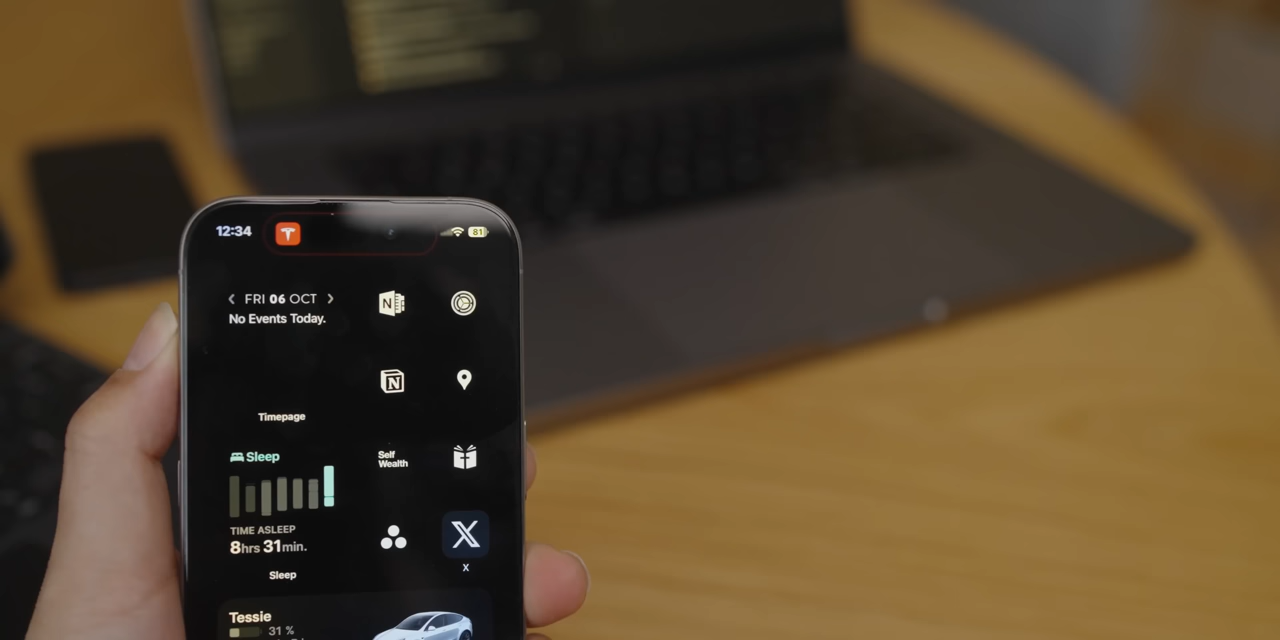 12:34
81
FRI 06 OCT
No Events Today.
N
N
Timepage
Sleep
Self
Wealth
TIME ASLEEP
8hrs 31min.
X
X
Sleep
Tessie
31 %